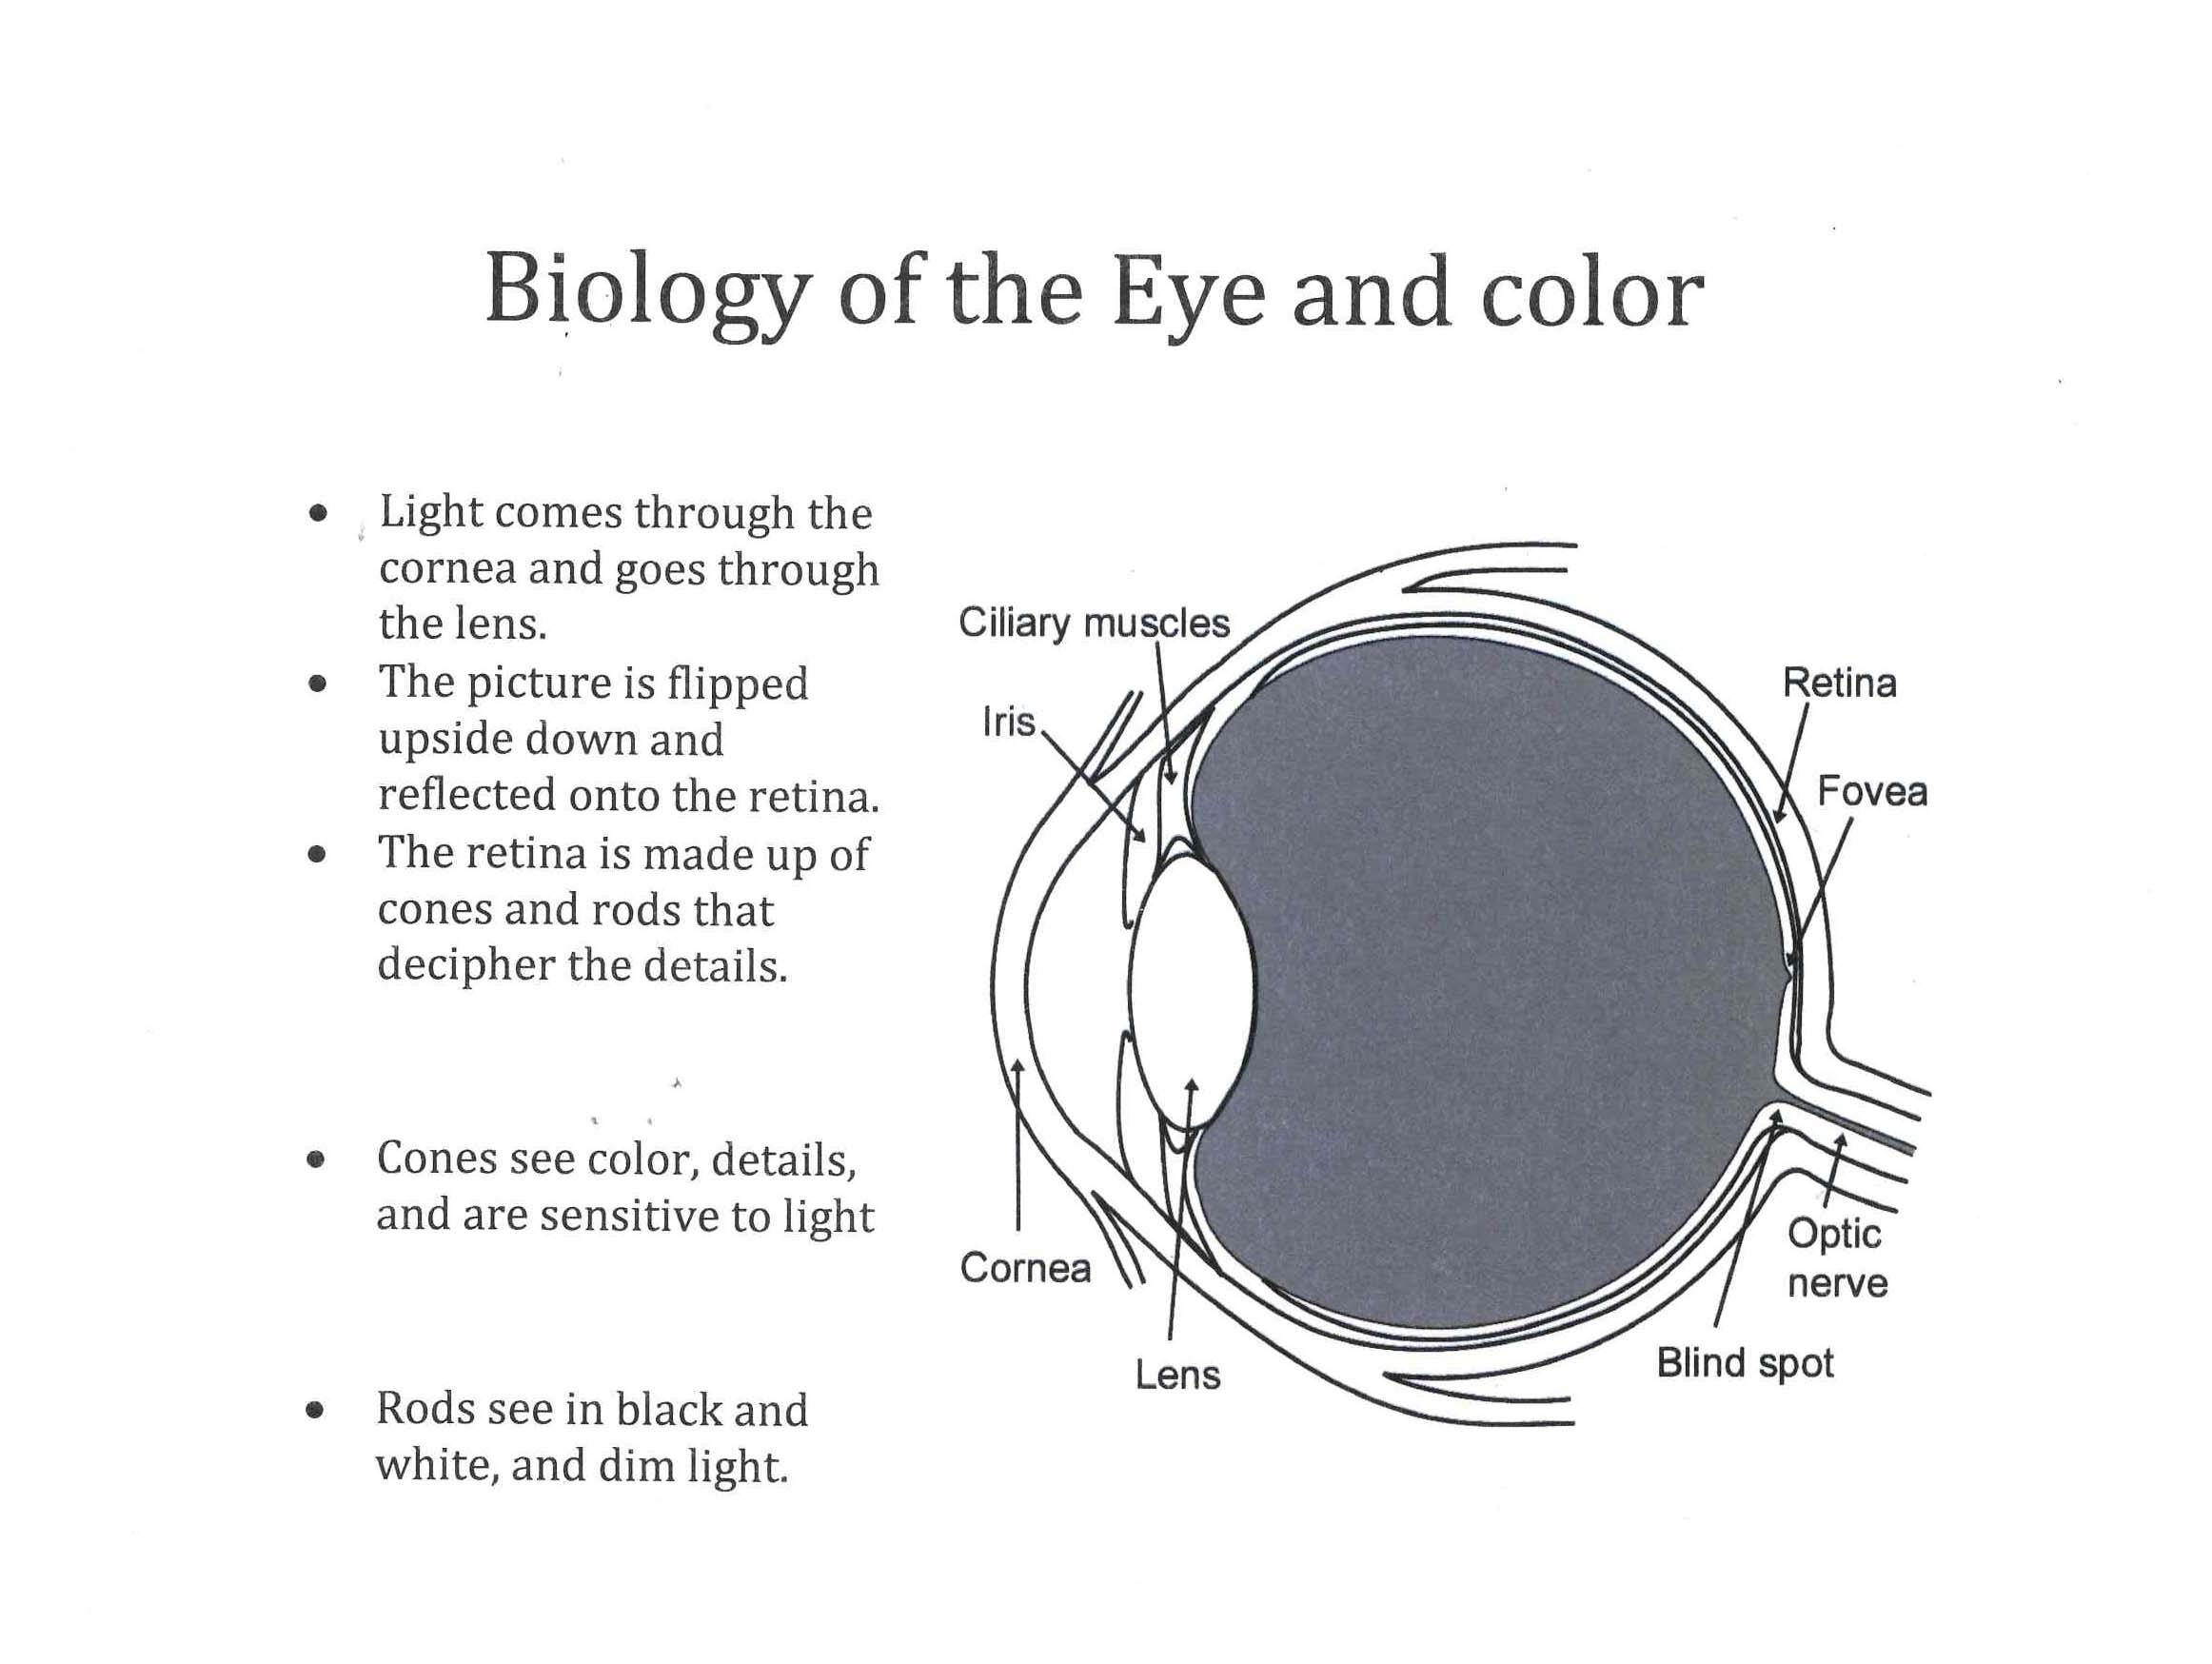 Biology of the Eye and color
• Light comes through the
cornea and goes through
the lens.
• The picture is flipped
upside down and
reflected onto the retina.
• The retina is made up of
cones and rods that
decipher the details.
• Cones see color, details,
and are sensitive to light
• Rods see in black and
white, and dim light.
Ciliary muscles
Iris
Retina
Fovea
Cornea
Lens
Optic
nerve
Blind spot